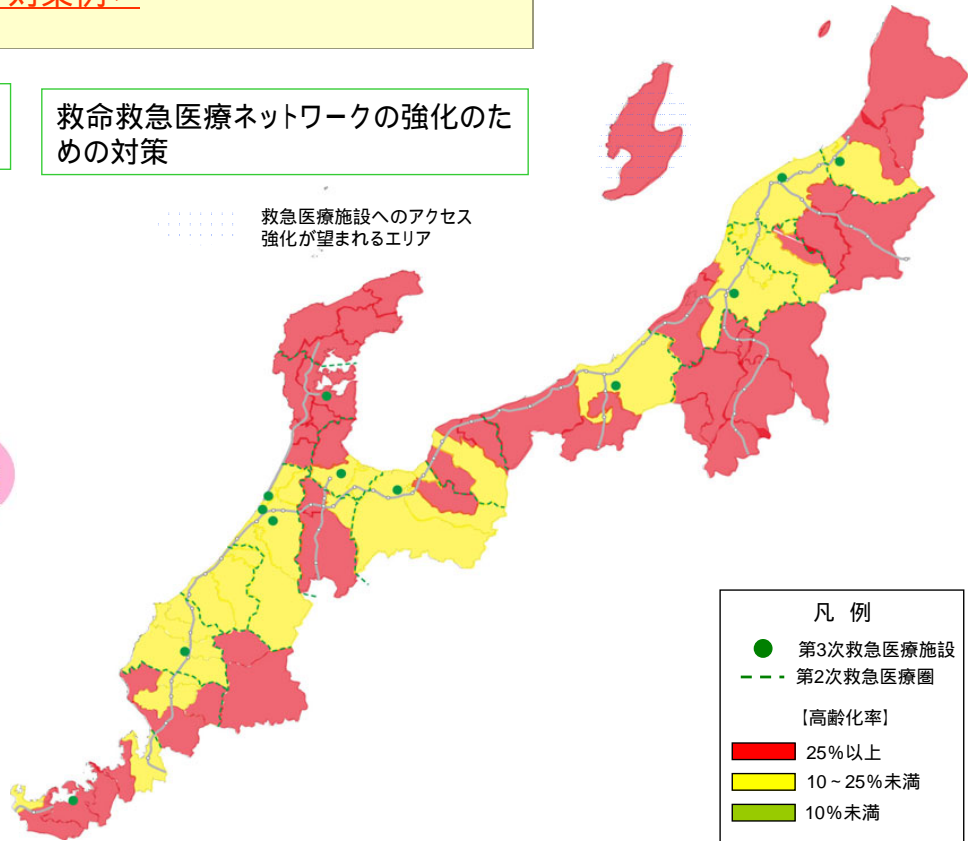 救命救急医療ネットワークの強化のた
めの対策
救急医療施設へのアクセス
強化が望まれるエリア
凡 例
第3次救急医療施設
第2次救急医療圏
【高齢化率】
25%以上
10~25%未満
10%未満